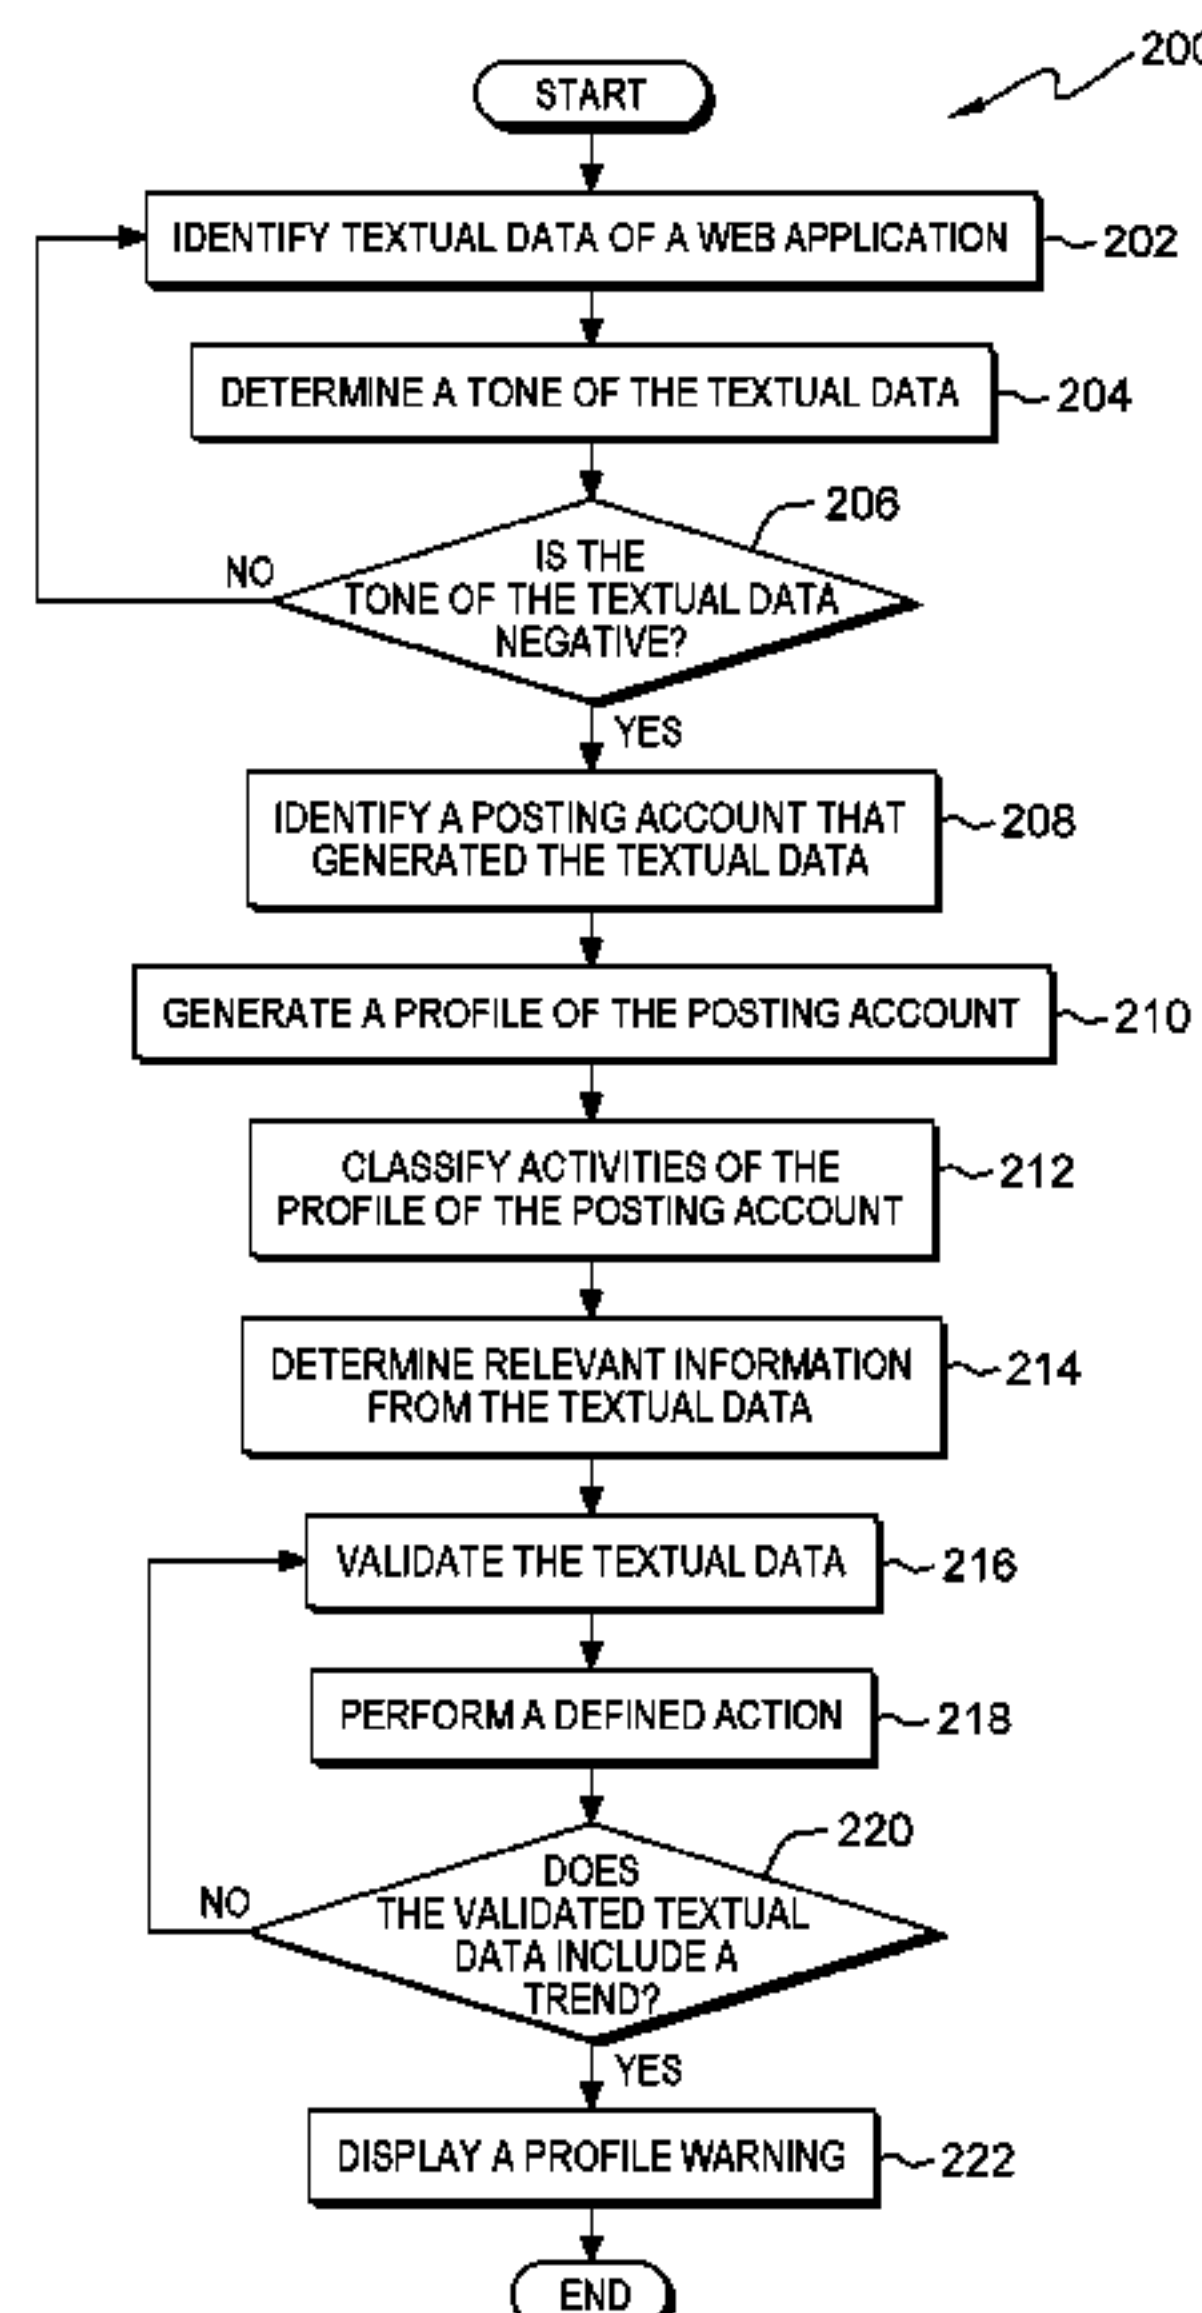 200
START
IDENTIFY TEXTUAL DATA OF A WEB APPLICATION
202
DETERMINE A TONE OF THE TEXTUAL DATA
204
206
IS THE
TONE OF THE TEXTUAL DATA
NEGATIVE?
NO
YES
IDENTIFY A POSTING ACCOUNT THAT
GENERATED THE TEXTUAL DATA
208
GENERATE A PROFILE OF THE POSTING ACCOUNT
210
CLASSIFY ACTIVITIES OF THE
PROFILE OF THE POSTING ACCOUNT
212
DETERMINE RELEVANT INFORMATION
FROM THE TEXTUAL DATA
214
VALIDATE THE TEXTUAL DATA
216
PERFORM A DEFINED ACTION
218
220
DOES
THE VALIDATED TEXTUAL
DATA INCLUDE A
TREND?
NO
YES
DISPLAY A PROFILE WARNING
222
END